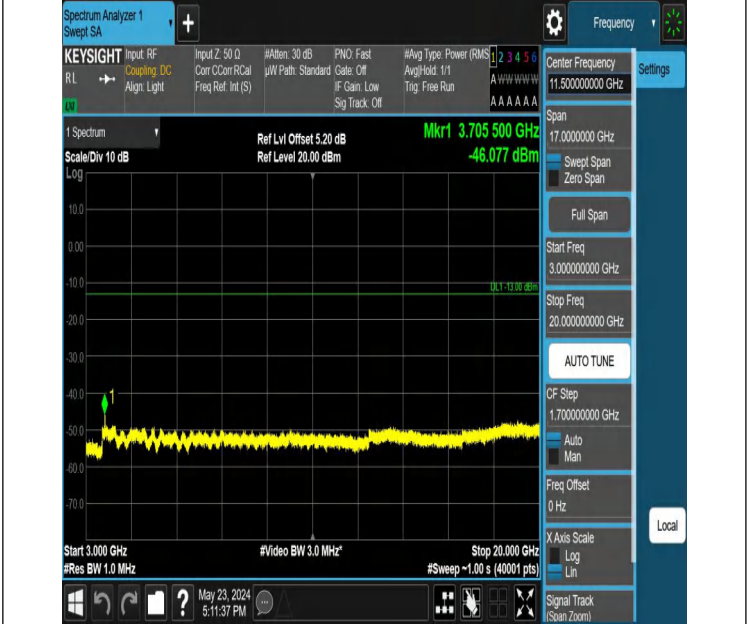 Spectrum Analyzer 1
Swept SA
Frequency
KEYSIGHT
RL
LXI
Input: RF
Coupling: DC
Align: Light
Input Z: 50 Ω
Corr CCorr RCal
Freq Ref: Int (S)
#Atten: 30 dB
µW Path: Standard
PNO: Fast
Gate: Off
IF Gain: Low
Sig Track: Off
#Avg Type: Power (RMS
Avg|Hold: 1/1
Trig: Free Run
1 2 3 4 5 6
A W W W W W
A A A A A A
1 Spectrum
Scale/Div 10 dB
Log
Ref Lvl Offset 5.20 dB
Ref Level 20.00 dBm
Mkr1 3.705 500 GHz
-46.077 dBm
10.0
0.00
-10.0
-20.0
-30.0
-40.0
-50.0
-60.0
-70.0
DL1 -13.00 dBm
1
Start 3.000 GHz
#Res BW 1.0 MHz
#Video BW 3.0 MHz*
Stop 20.000 GHz
#Sweep ~1.00 s (40001 pts)
Center Frequency
11.500000000 GHz
Settings
Span
17.0000000 GHz
Swept Span
Zero Span
Full Span
Start Freq
3.000000000 GHz
Stop Freq
20.000000000 GHz
AUTO TUNE
CF Step
1.700000000 GHz
Auto
Man
Freq Offset
0 Hz
X Axis Scale
Log
Lin
Local
Signal Track
(Span Zoom)
?
May 23, 2024
5:11:37 PM